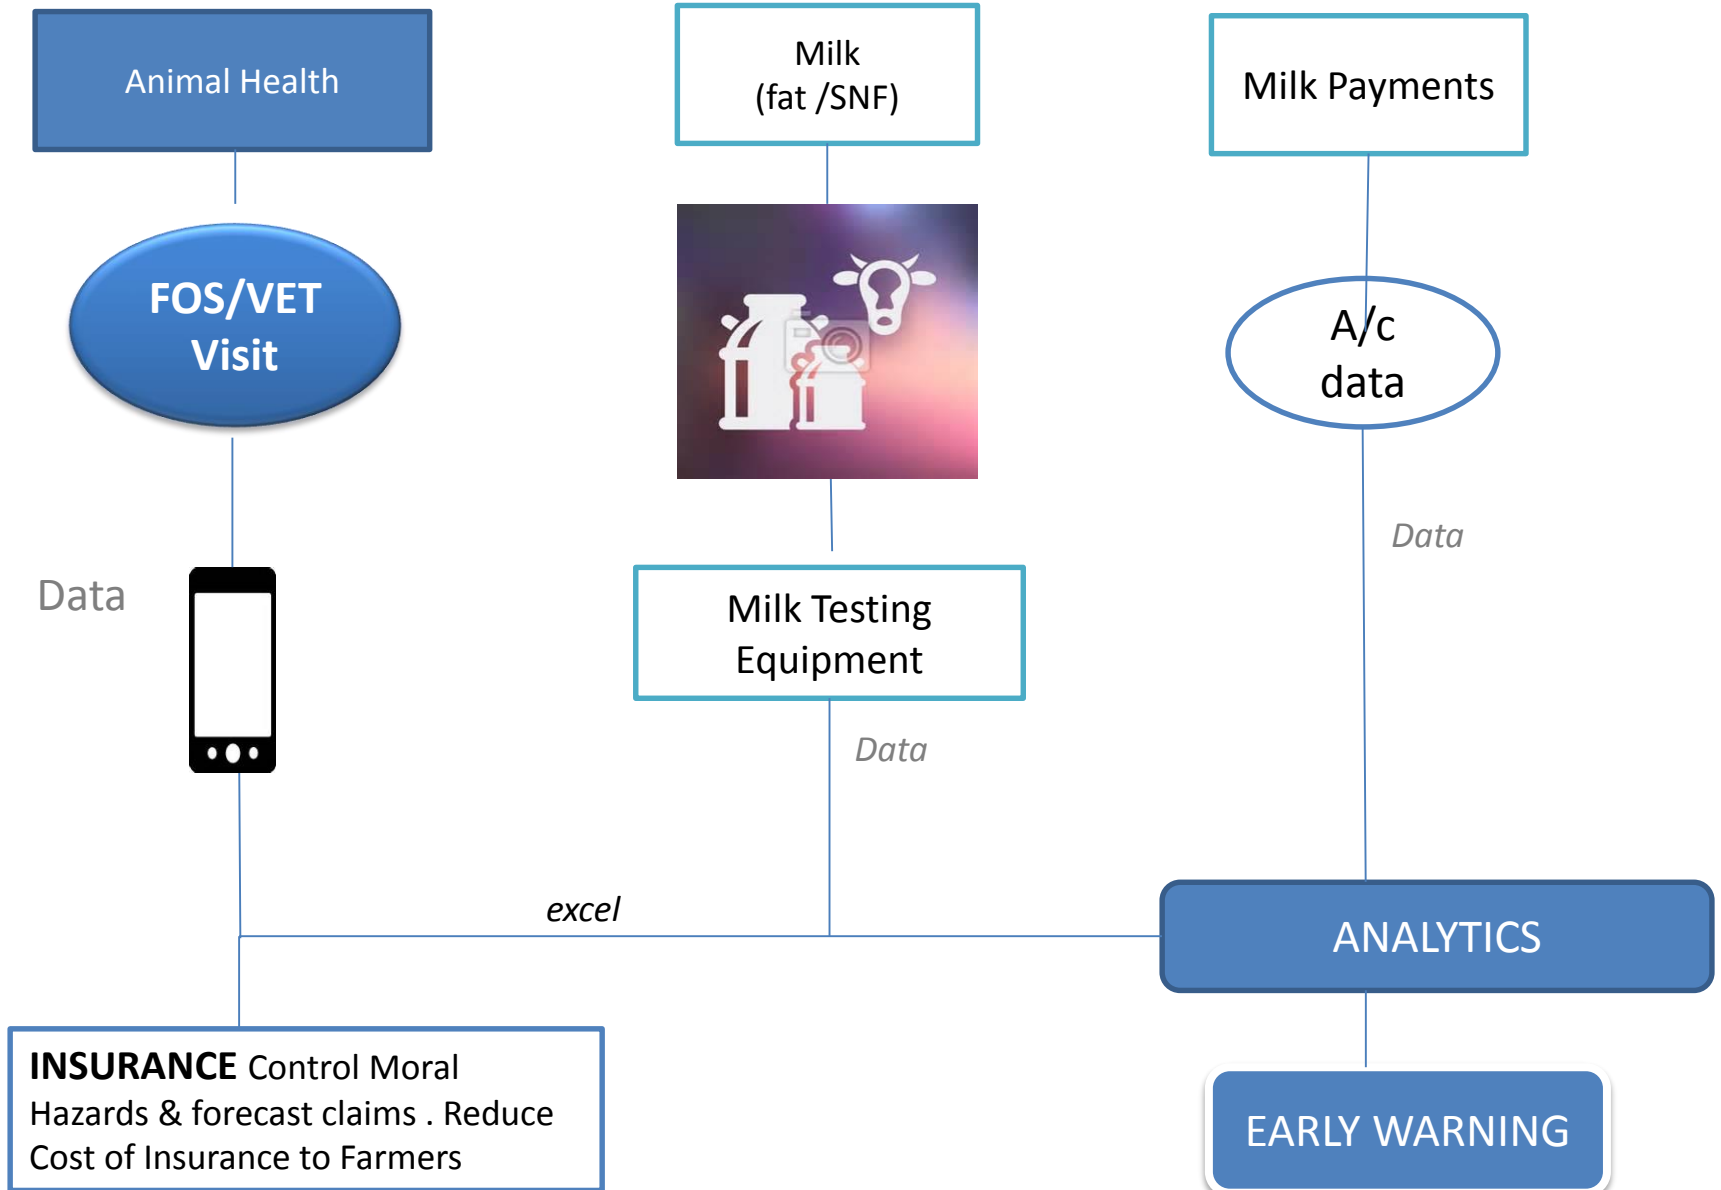 Animal Health
Milk
(fat /SNF)
Milk Payments
FOS/VET
Visit
A/c
data
Data
Data
Milk Testing
Equipment
Data
excel
ANALYTICS
INSURANCE Control Moral
Hazards & forecast claims . Reduce
Cost of Insurance to Farmers
EARLY WARNING